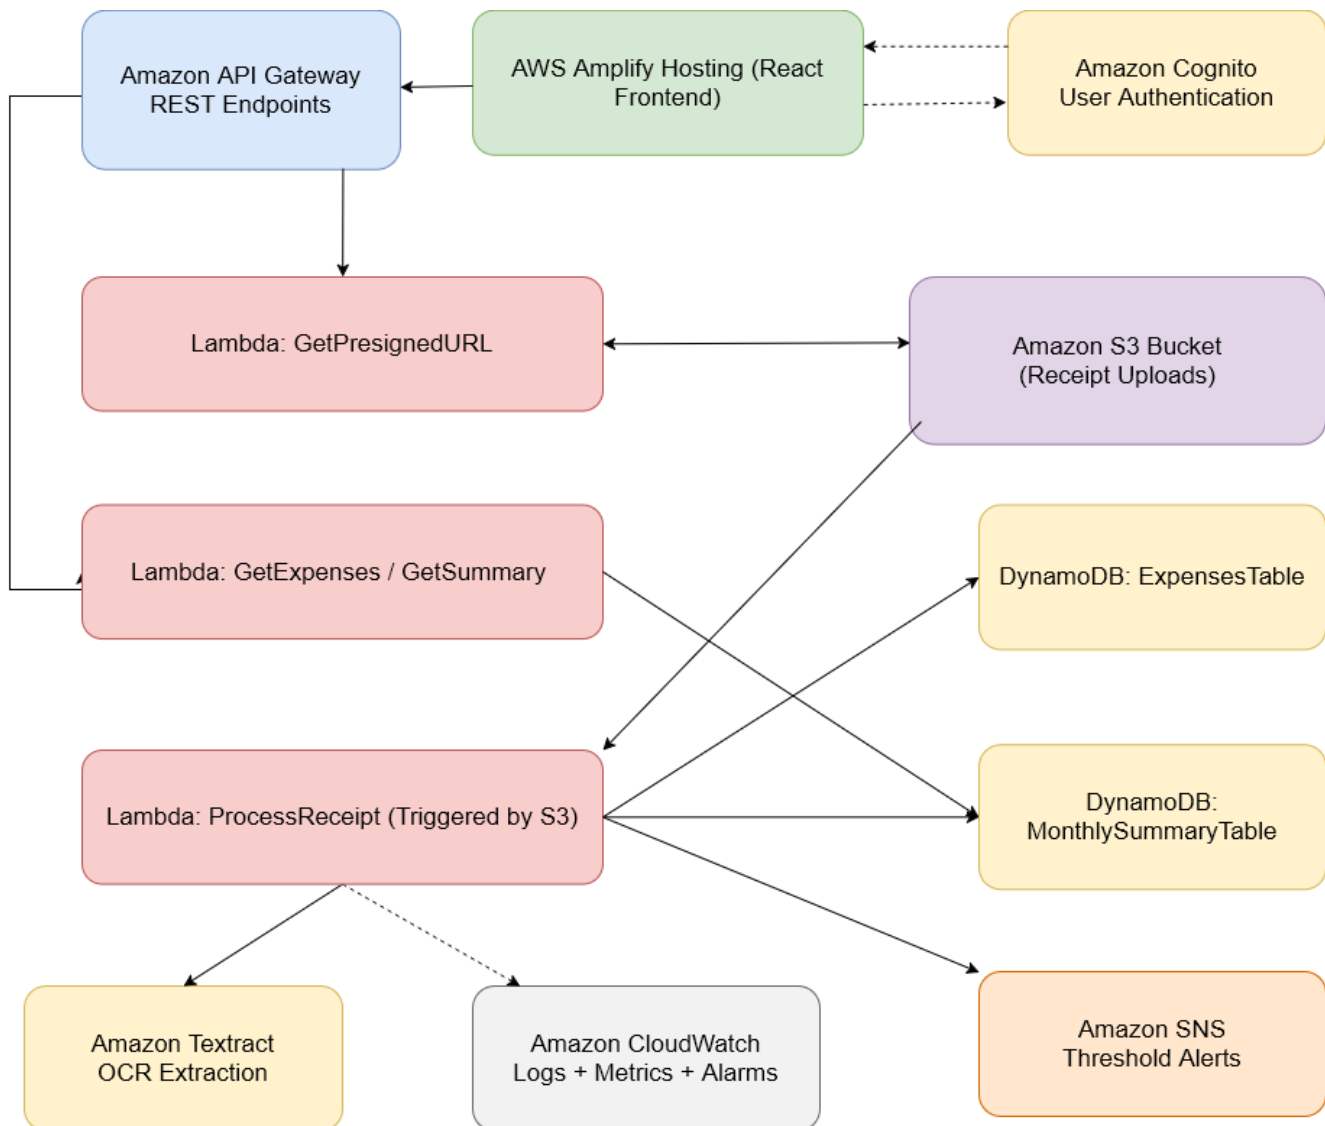 Amazon API Gateway
REST Endpoints
AWS Amplify Hosting (React
Frontend)
Amazon Cognito
User Authentication
Lambda: GetPresignedURL
Amazon S3 Bucket
(Receipt Uploads)
Lambda: GetExpenses / GetSummary
DynamoDB: ExpensesTable
Lambda: ProcessReceipt (Triggered by S3)
DynamoDB:
MonthlySummaryTable
Amazon Textract
OCR Extraction
Amazon CloudWatch
Logs + Metrics + Alarms
Amazon SNS
Threshold Alerts